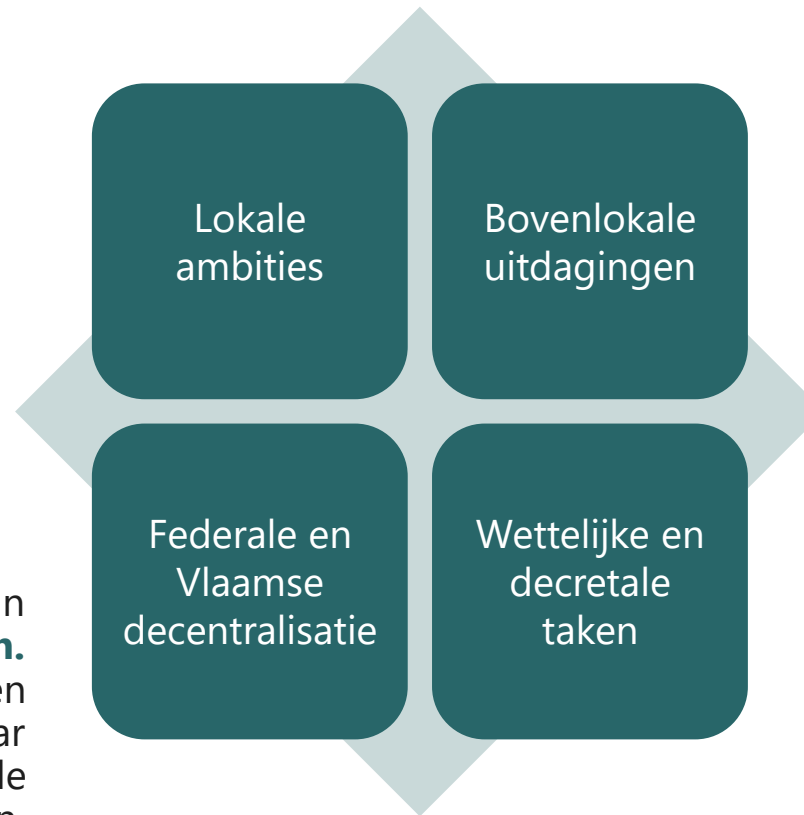 Lokale
ambities
Bovenlokale
uitdagingen
Federale en
Vlaamse
decentralisatie
Wettelijke en
decretale
taken